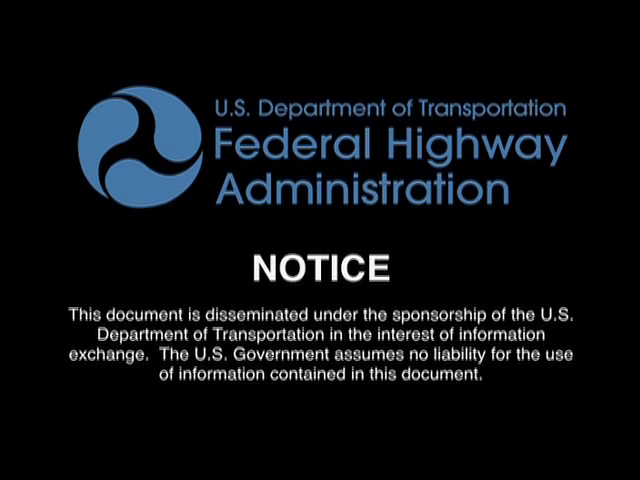 U.S. Department of Transportation
Federal Highway
Administration
NOTICE
This document is disseminated under the sponsorship of the U.S.
Department of Transportation in the interest of information
exchange.  The U.S. Government assumes no liability for the use
of information contained in this document.